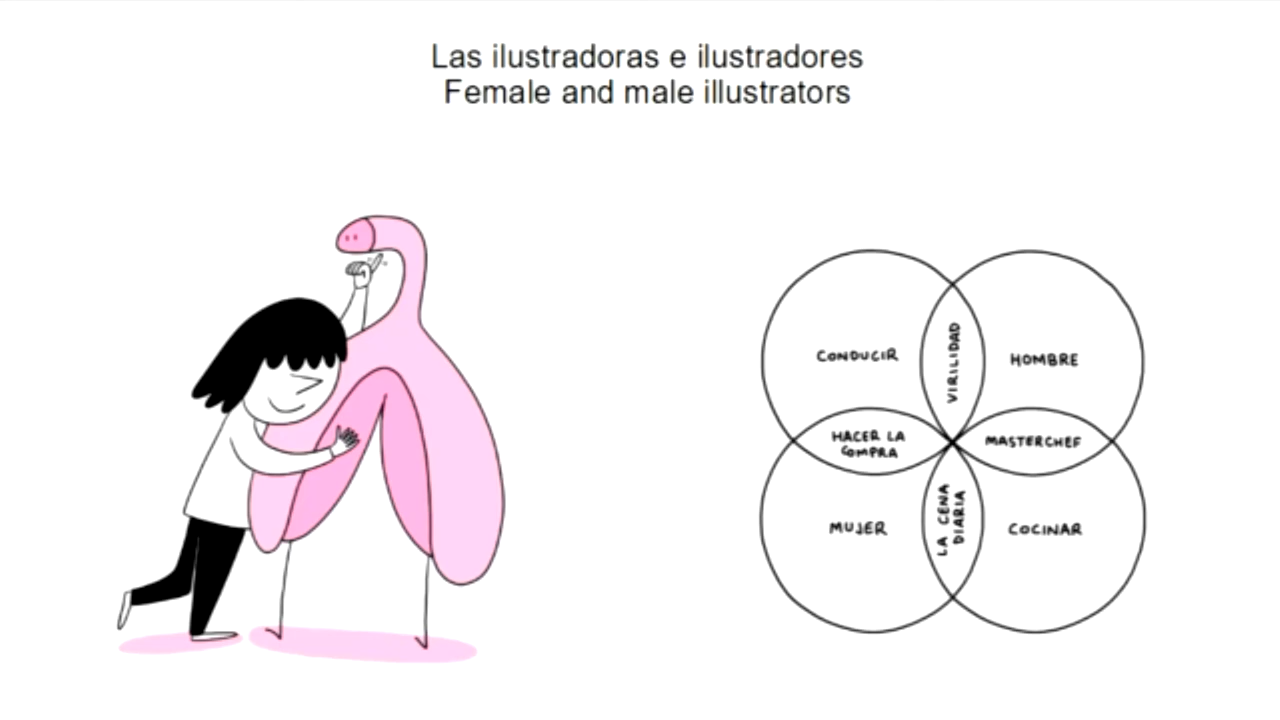 Las ilustradoras e ilustradores
Female and male illustrators
CONDUCIR
VIRILIDAD
HOMBRE
HACER LA
COMPRA
MASTERCHEF
MUJER
LA CENA
DIARIA
COCINAR